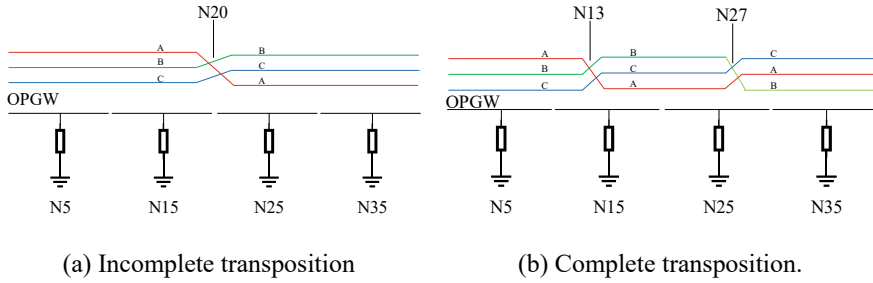 N20
A
B
C
B
C
A
OPGW
N5 N15 N25 N35
(a) Incomplete transposition
N13 N27
A
B
C
B
C
A
C
A
B
OPGW
N5 N15 N25 N35
(b) Complete transposition.